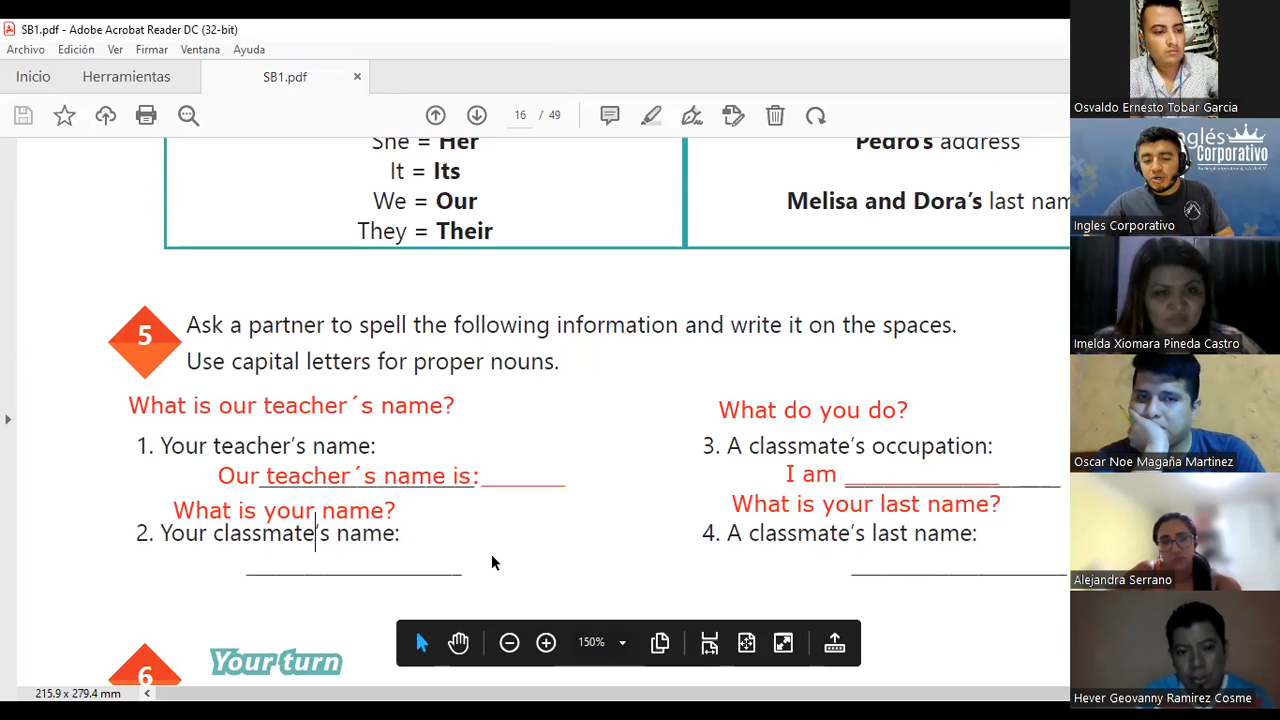 SB1.pdf - Adobe Acrobat Reader DC (32-bit)
Archivo Edición Ver Firmar Ventana Ayuda
Inicio Herramientas SB1.pdf ×
16 / 49
She = Her
It = Its
We = Our
They = Their
Pedro's address
Melisa and Dora's last nam
5
Ask a partner to spell the following information and write it on the spaces.
Use capital letters for proper nouns.
What is our teacher´s name?
1. Your teacher's name:
Our teacher´s name is:________
What is your name?
2. Your classmate's name:
What do you do?
3. A classmate's occupation:
I am ____________
What is your last name?
4. A classmate's last name:
6
Your turn
150%
215.9 x 279.4 mm
Osvaldo Ernesto Tobar Garcia
Inglés
Corporativo
Ingles Corporativo
Imelda Xiomara Pineda Castro
Oscar Noe Magaña Martinez
Alejandra Serrano
Hever Geovanny Ramirez Cosme